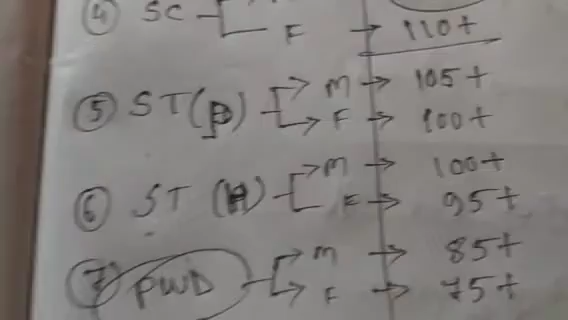 ④ SC
F → 110+
⑤ ST(P) → M → 105+
→ F → 100+
⑥ ST (H) → M → 100+
F → 95+
⑦ PWD → M → 85+
→ F → 75+